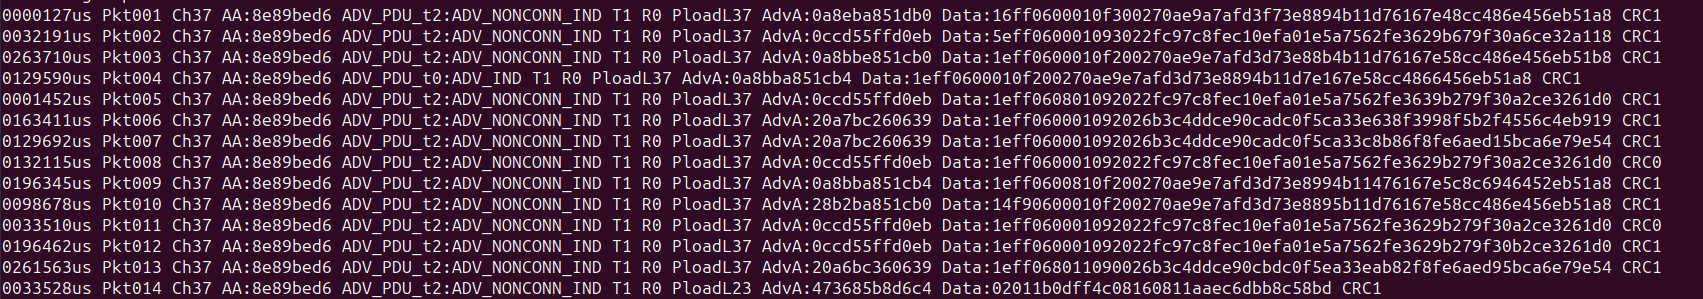 0000127us Pkt001 Ch37 AA:8e89bed6 ADV_PDU_t2:ADV_NONCONN_IND T1 R0 PloadL37 AdvA:0a8eba851db0 Data:16ff0600010f300270ae9a7afd3f73e8894b11d76167e48cc486e456eb51a8 CRC1
0032191us Pkt002 Ch37 AA:8e89bed6 ADV_PDU_t2:ADV_NONCONN_IND T1 R0 PloadL37 AdvA:0ccd55ffd0eb Data:5eff060001093022fc97c8fec10efa01e5a7562fe3629b679f30a6ce32a118 CRC1
0263710us Pkt003 Ch37 AA:8e89bed6 ADV_PDU_t2:ADV_NONCONN_IND T1 R0 PloadL37 AdvA:0a8bbe851cb0 Data:1eff0600010f200270ae9e7afd3d73e88b4b11d76167e58cc486e456eb51b8 CRC1
0129590us Pkt004 Ch37 AA:8e89bed6 ADV_PDU_t0:ADV_IND T1 R0 PloadL37 AdvA:0a8bba851cb4 Data:1eff0600010f200270ae9e7afd3d73e8894b11d7e167e58cc4866456eb51a8 CRC1
0001452us Pkt005 Ch37 AA:8e89bed6 ADV_PDU_t2:ADV_NONCONN_IND T1 R0 PloadL37 AdvA:0ccd55ffd0eb Data:1eff060801092022fc97c8fec10efa01e5a7562fe3639b279f30a2ce3261d0 CRC1
0163411us Pkt006 Ch37 AA:8e89bed6 ADV_PDU_t2:ADV_NONCONN_IND T1 R0 PloadL37 AdvA:20a7bc260639 Data:1eff060001092026b3c4ddce90cadc0f5ca33e638f3998f5b2f4556c4eb919 CRC1
0129692us Pkt007 Ch37 AA:8e89bed6 ADV_PDU_t2:ADV_NONCONN_IND T1 R0 PloadL37 AdvA:20a7bc260639 Data:1eff060001092026b3c4ddce90cadc0f5ca33c8b86f8fe6aed15bca6e79e54 CRC1
0132115us Pkt008 Ch37 AA:8e89bed6 ADV_PDU_t2:ADV_NONCONN_IND T1 R0 PloadL37 AdvA:0ccd55ffd0eb Data:1eff060001092022fc97c8fec10efa01e5a7562fe3629b279f30a2ce3261d0 CRC0
0196345us Pkt009 Ch37 AA:8e89bed6 ADV_PDU_t2:ADV_NONCONN_IND T1 R0 PloadL37 AdvA:0a8bba851cb4 Data:1eff0600810f200270ae9e7afd3d73e8994b11476167e5c8c6946452eb51a8 CRC1
0098678us Pkt010 Ch37 AA:8e89bed6 ADV_PDU_t2:ADV_NONCONN_IND T1 R0 PloadL37 AdvA:28b2ba851cb0 Data:14f90600010f200270ae9e7afd3d73e8895b11d76167e58cc486e456eb51a8 CRC1
0033510us Pkt011 Ch37 AA:8e89bed6 ADV_PDU_t2:ADV_NONCONN_IND T1 R0 PloadL37 AdvA:0ccd55ffd0eb Data:1eff060001092022fc97c8fec10efa01e5a7562fe3629b279f30a2ce3261d0 CRC0
0196462us Pkt012 Ch37 AA:8e89bed6 ADV_PDU_t2:ADV_NONCONN_IND T1 R0 PloadL37 AdvA:0ccd55ffd0eb Data:1eff060001092022fc97c8fec10efa01e5a7562fe3629b279f30b2ce3261d0 CRC1
0261563us Pkt013 Ch37 AA:8e89bed6 ADV_PDU_t2:ADV_NONCONN_IND T1 R0 PloadL37 AdvA:20a6bc360639 Data:1eff068011090026b3c4ddce90cbdc0f5ea33eab82f8fe6aed95bca6e79e54 CRC1
0033528us Pkt014 Ch37 AA:8e89bed6 ADV_PDU_t2:ADV_NONCONN_IND T1 R0 PloadL23 AdvA:473685b8d6c4 Data:02011b0dff4c08160811aaec6dbb8c58bd CRC1